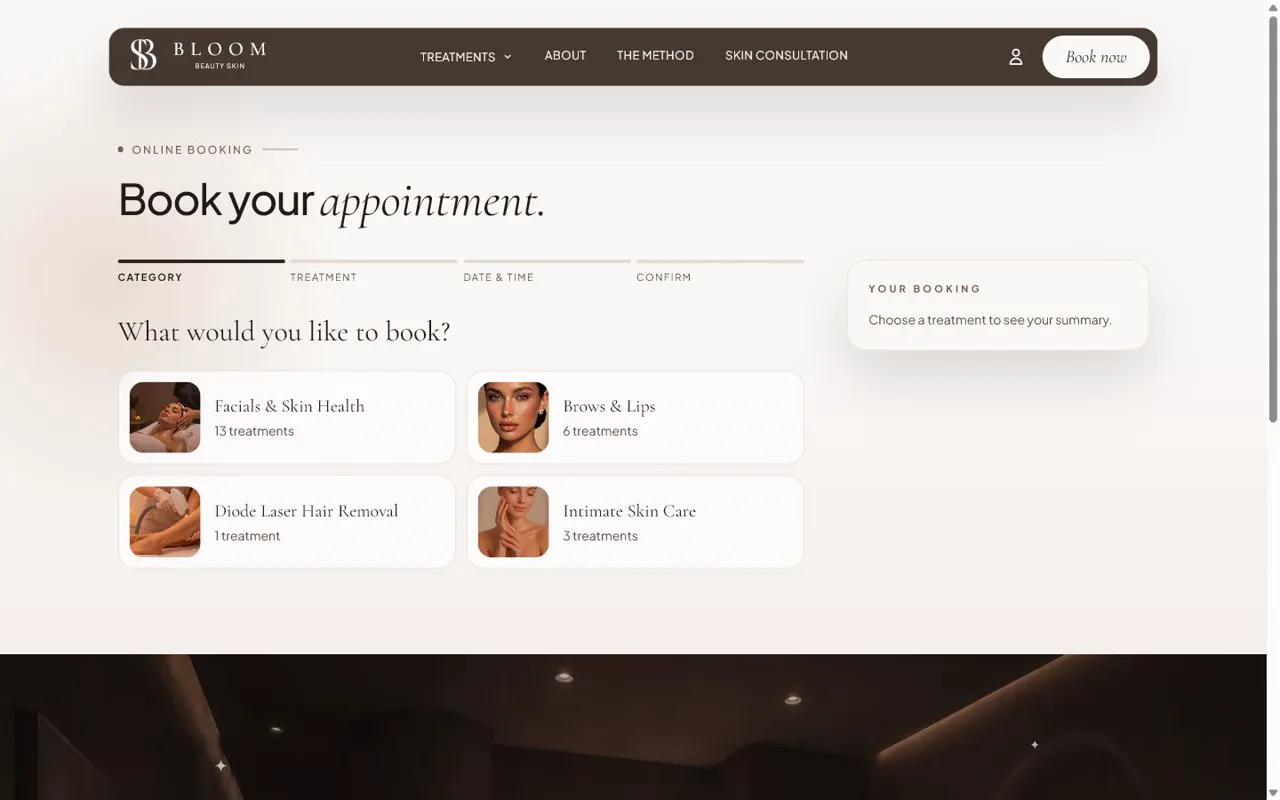 BLOOM
BEAUTY SKIN
TREATMENTS
ABOUT
THE METHOD
SKIN CONSULTATION
Book now
ONLINE BOOKING
Book your appointment.
CATEGORY
TREATMENT
DATE & TIME
CONFIRM
YOUR BOOKING
Choose a treatment to see your summary.
What would you like to book?
Facials & Skin Health
13 treatments
Brows & Lips
6 treatments
Diode Laser Hair Removal
1 treatment
Intimate Skin Care
3 treatments